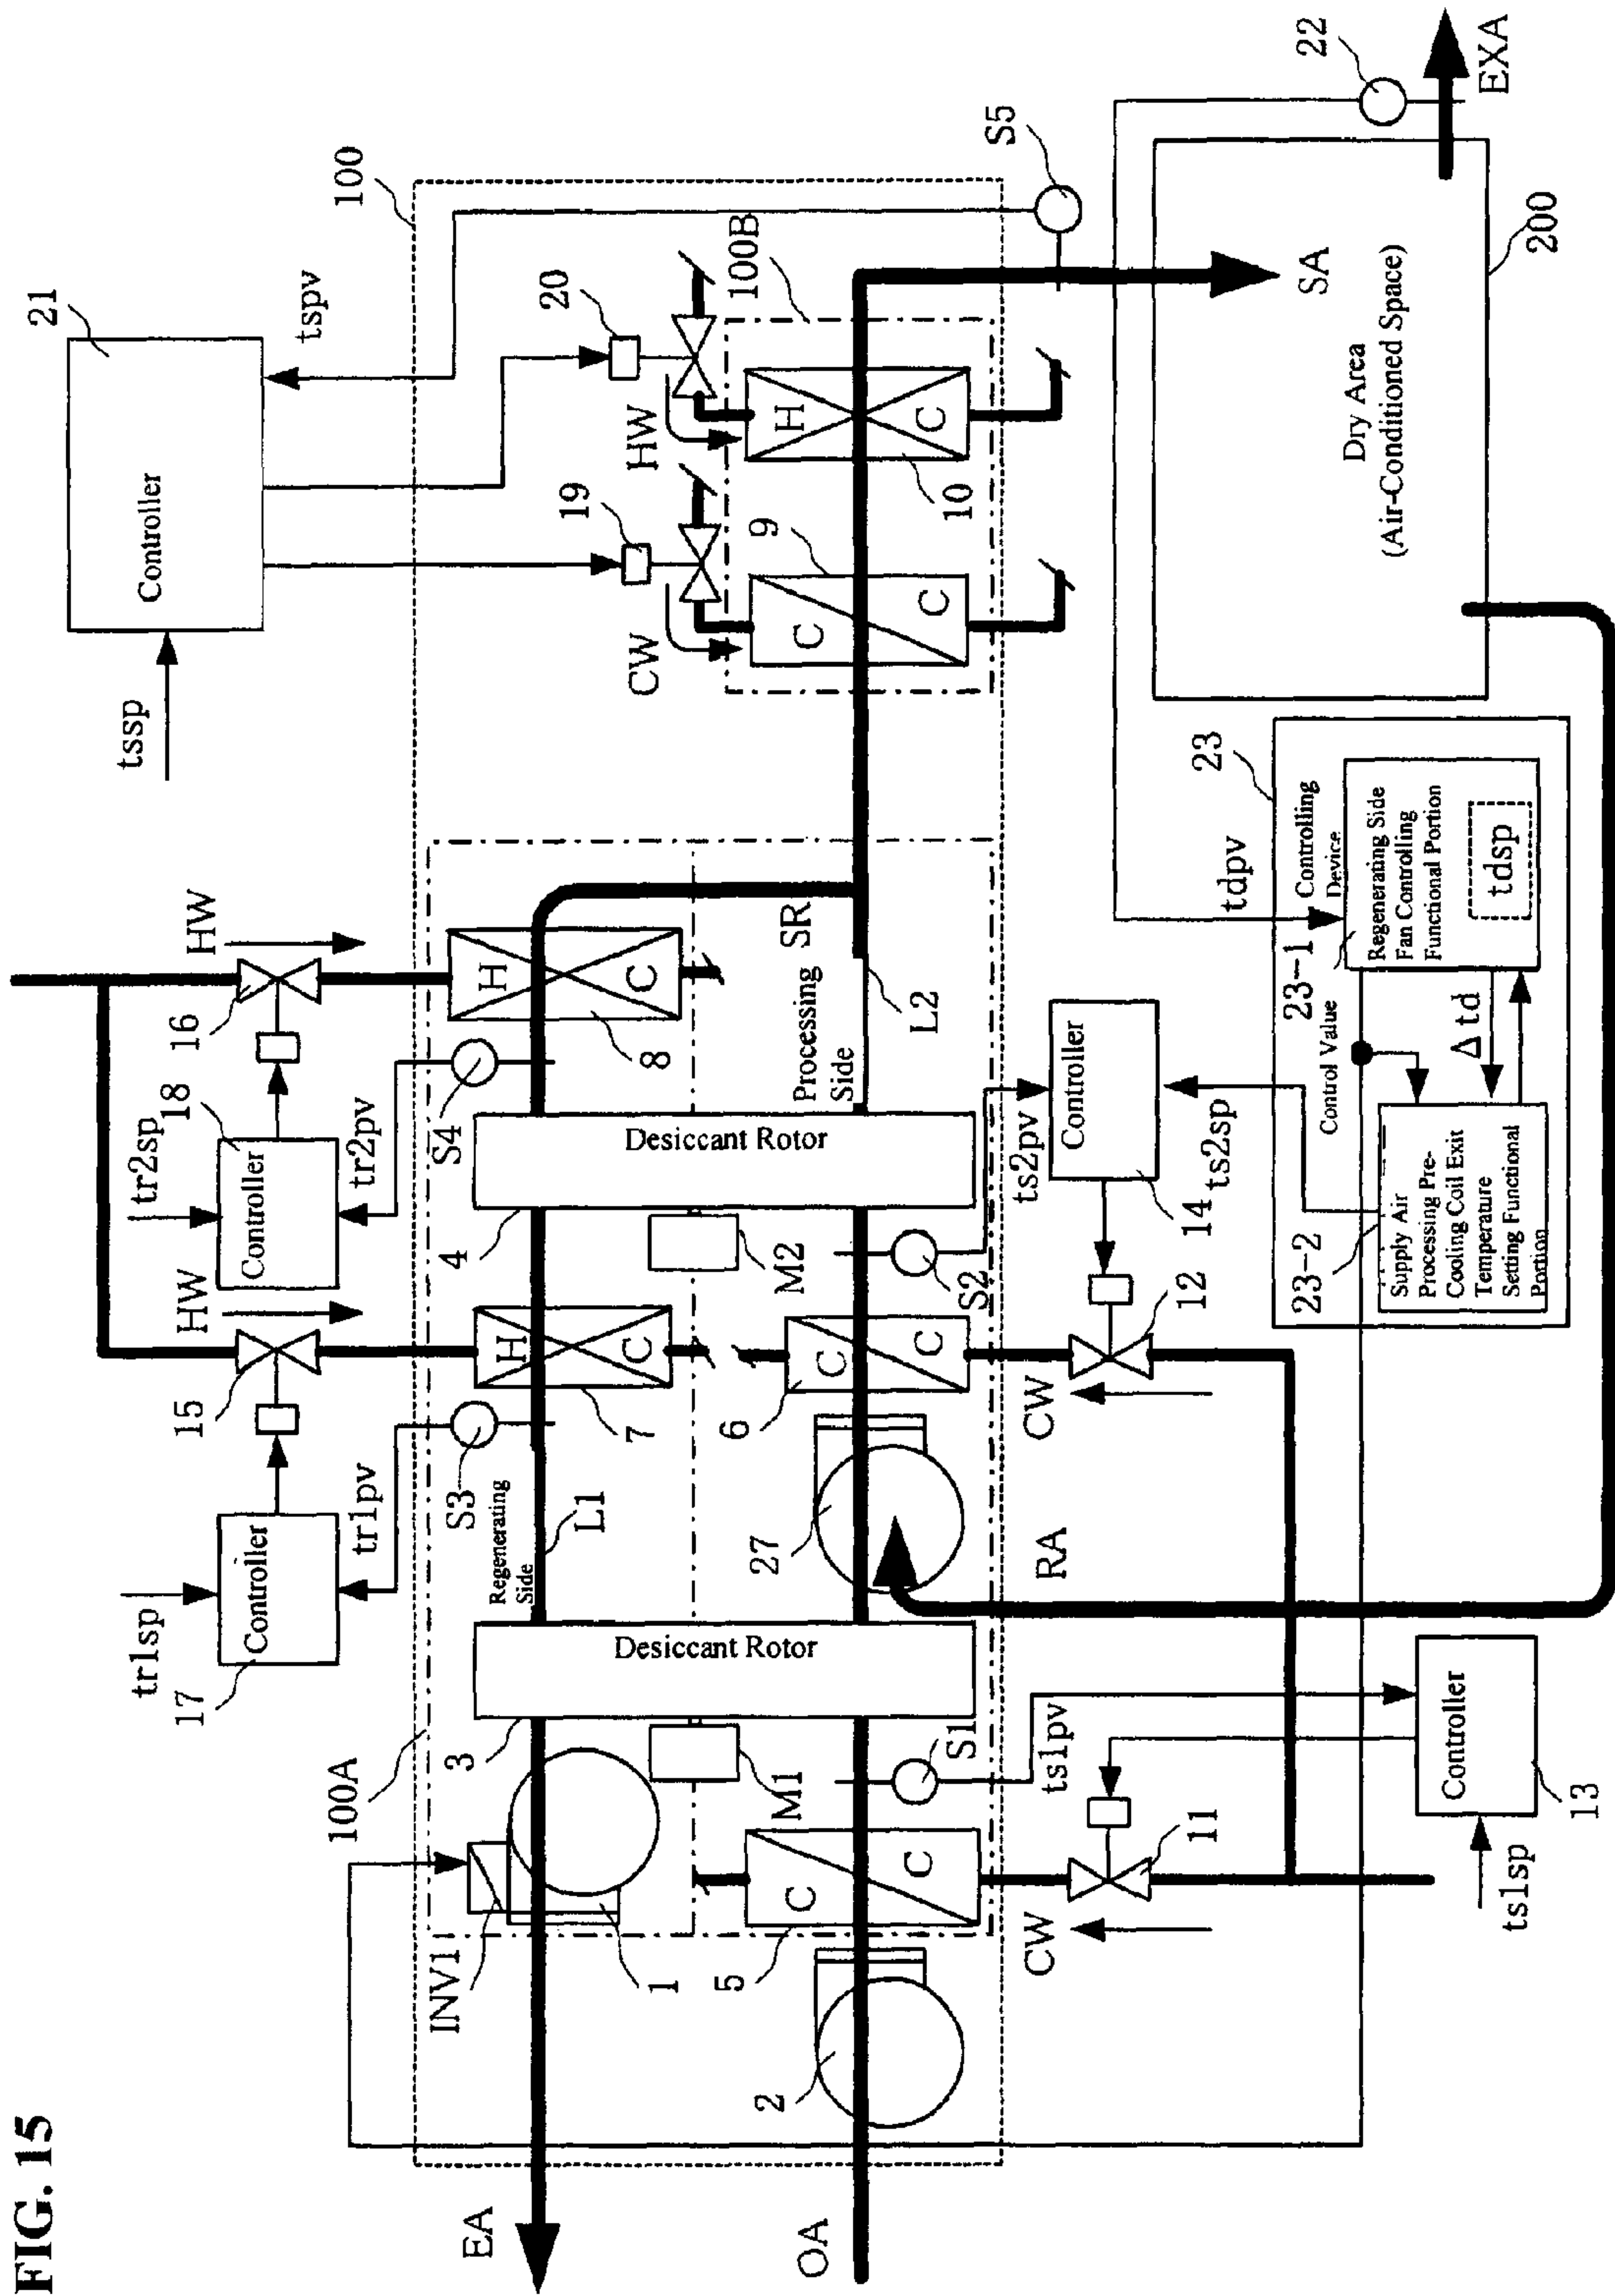 FIG. 15
21
Controller
tssp
tspv
100
20
19
HW
CW
100B
H
C
10
C
C
9
S5
22
EXA
SA
Dry Area
(Air-Conditioned Space)
200
HW
16
18
tr2sp
Controller
tr2pv
S4
H
C
8
SR
Processing
Side
L2
Desiccant Rotor
4
M2
S2
HW
15
17
tr1sp
Controller
tr1pv
S3
H
C
7
Regenerating
Side
L1
C
C
6
27
RA
Desiccant Rotor
3
M1
S1
100A
INV1
1
C
C
5
2
EA
OA
ts2pv
Controller
14
ts2sp
12
CW
ts1pv
11
CW
Controller
13
ts1sp
23
Controlling
Device
tdpv
23-1
Regenerating Side
Fan Controlling
Functional Portion
tdsp
Control Value
Δtd
23-2
Supply Air
Processing Pre-
Cooling Coil Exit
Temperature
Setting Functional
Portion